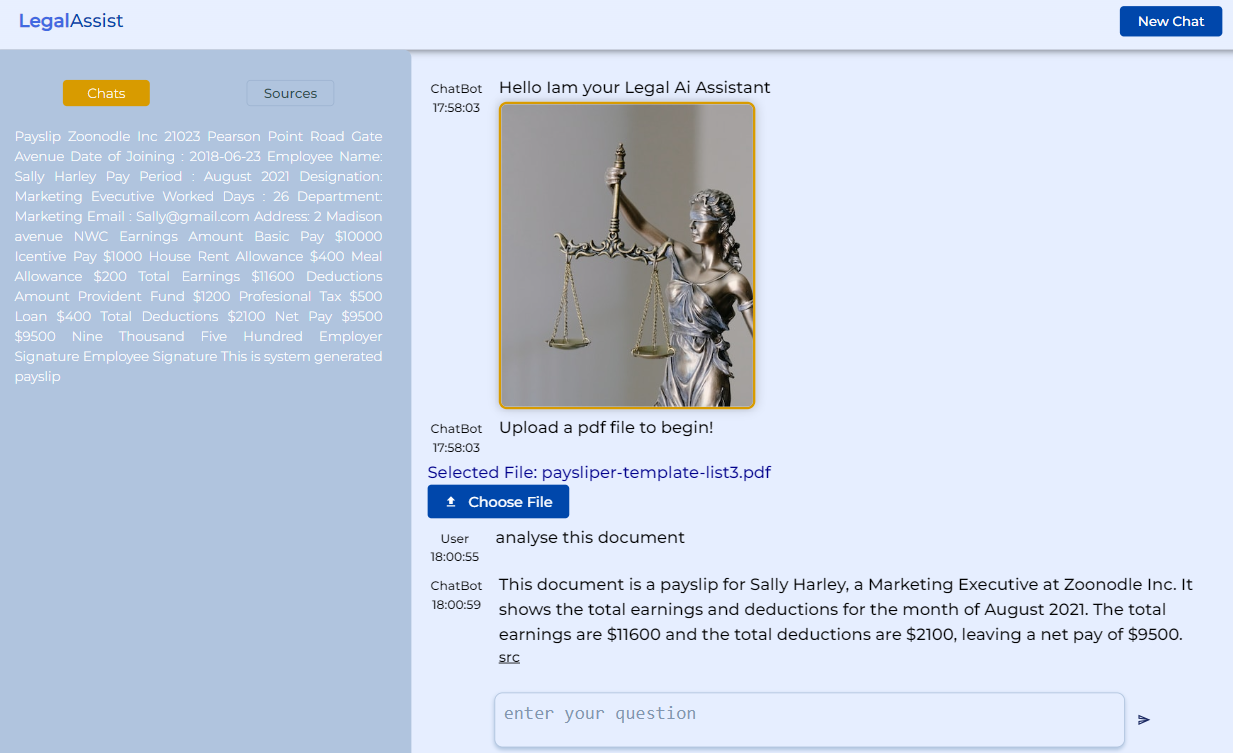 LegalAssist
New Chat
Chats
Sources
Payslip Zoonodle Inc 21023 Pearson Point Road Gate
Avenue Date of Joining : 2018-06-23 Employee Name:
Sally Harley Pay Period : August 2021 Designation:
Marketing Executive Worked Days : 26 Department:
Marketing Email : Sally@gmail.com Address: 2 Madison
avenue NWC Earnings Amount Basic Pay $10000
Icentive Pay $1000 House Rent Allowance $400 Meal
Allowance $200 Total Earnings $11600 Deductions
Amount Provident Fund $1200 Profesional Tax $500
Loan $400 Total Deductions $2100 Net Pay $9500
$9500 Nine Thousand Five Hundred Employer
Signature Employee Signature This is system generated
payslip
ChatBot
17:58:03
Hello Iam your Legal Ai Assistant
ChatBot
17:58:03
Upload a pdf file to begin!
Selected File: paysliper-template-list3.pdf
Choose File
User
18:00:55
analyse this document
ChatBot
18:00:59
This document is a payslip for Sally Harley, a Marketing Executive at Zoonodle Inc. It
shows the total earnings and deductions for the month of August 2021. The total
earnings are $11600 and the total deductions are $2100, leaving a net pay of $9500.
src
enter your question